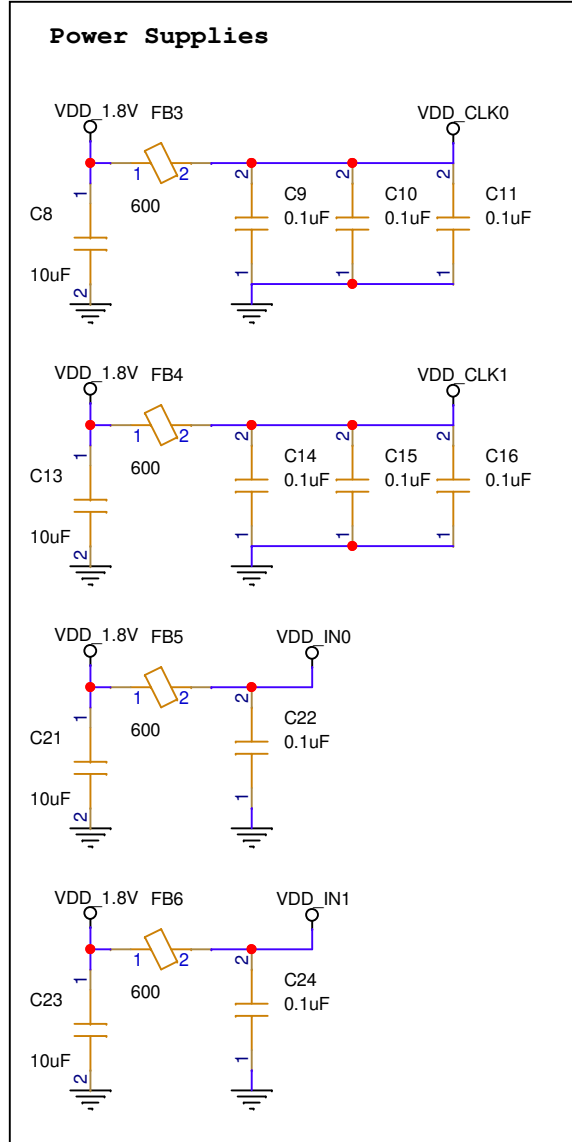 Power Supplies
VDD_1.8V FB3 VDD_CLK0
1 2 2 2 2
1 600 C9 C10 C11
C8 0.1uF 0.1uF 0.1uF
10uF 1 1 1
2
VDD_1.8V FB4 VDD_CLK1
1 2 2 2 2
1 600 C14 C15 C16
C13 0.1uF 0.1uF 0.1uF
10uF 1 1 1
2
VDD_1.8V FB5 VDD_IN0
1 2 2
1 600 C22
C21 0.1uF
10uF 1
2
VDD_1.8V FB6 VDD_IN1
1 2 2
1 600 C24
C23 0.1uF
10uF 1
2